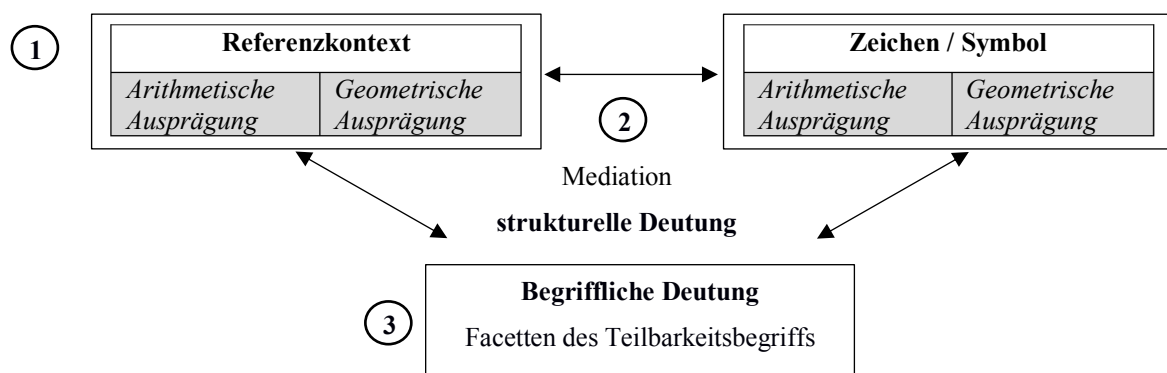 1
Referenzkontext
Arithmetische Ausprägung
Geometrische Ausprägung
Zeichen / Symbol
Arithmetische Ausprägung
Geometrische Ausprägung
2
Mediation
strukturelle Deutung
3
Begriffliche Deutung
Facetten des Teilbarkeitsbegriffs